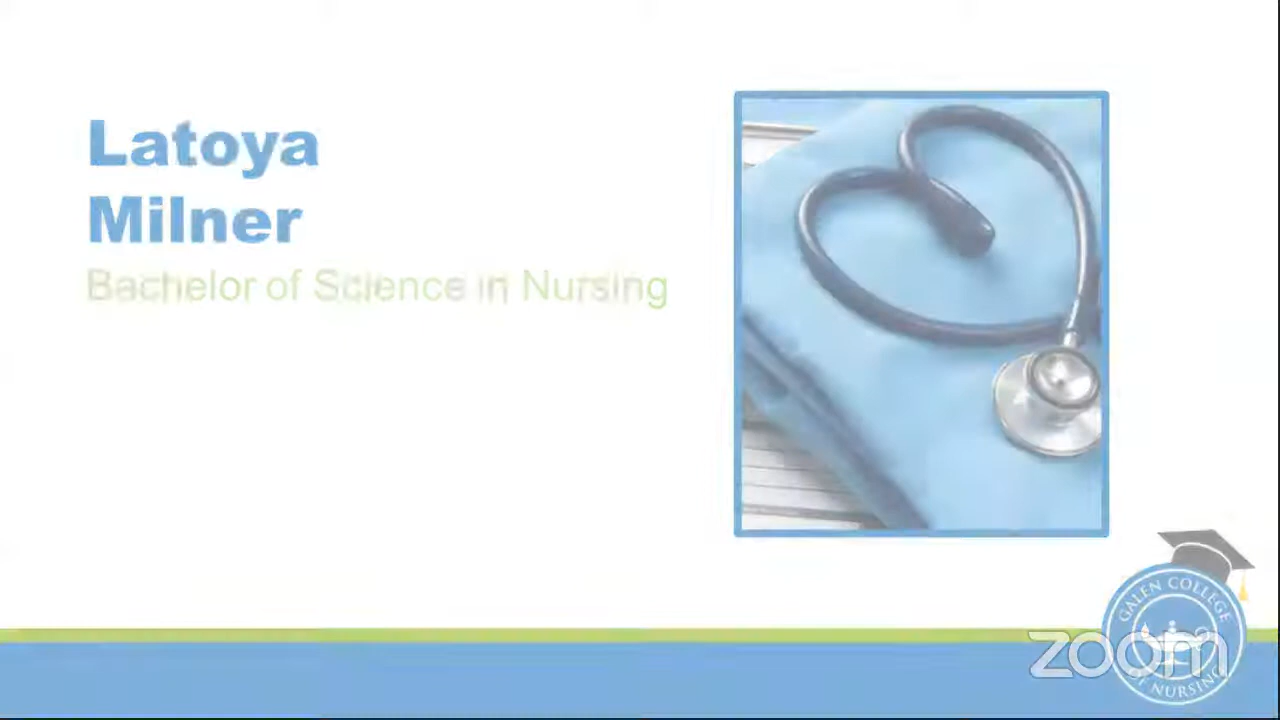 Latoya
Milner
Bachelor of Science in Nursing
GALEN COLLEGE
OF NURSING
zoom